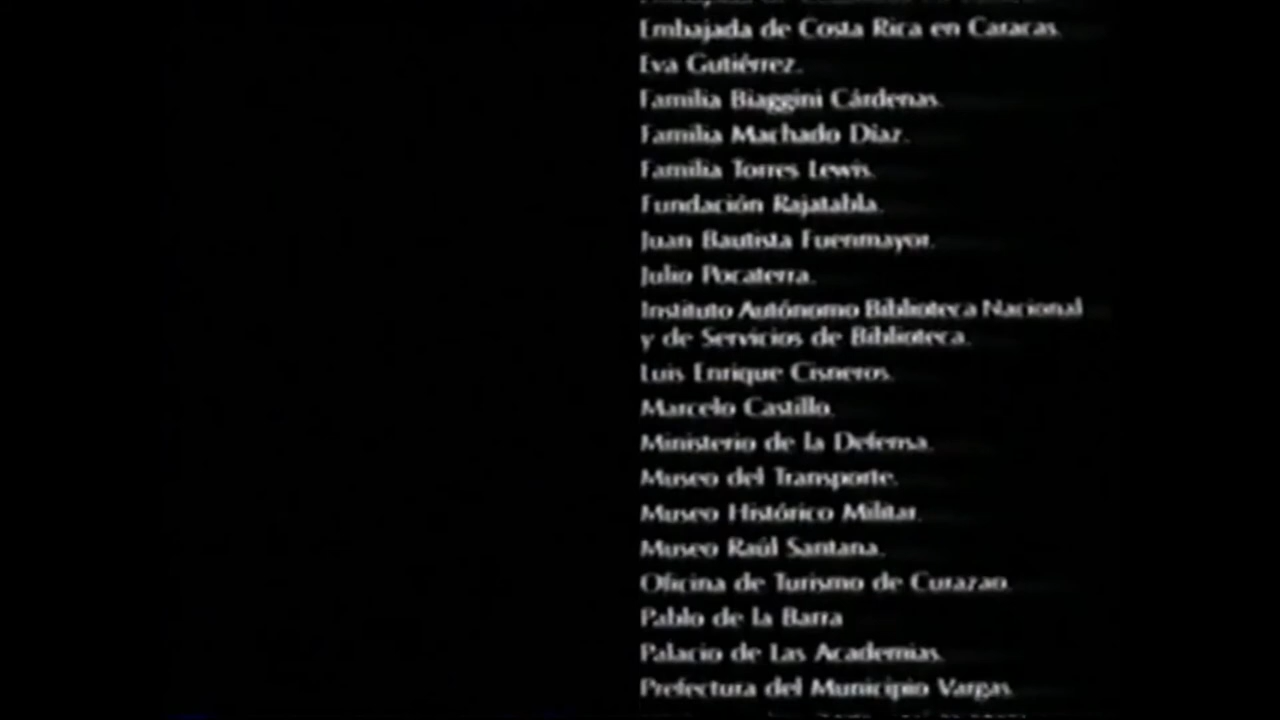 Embajada de Costa Rica en Caracas.
Eva Gutiérrez.
Familia Biaggini Cárdenas.
Familia Machado Díaz.
Familia Torres Lewis.
Fundación Rajatabla.
Juan Bautista Fuenmayor.
Julio Pocaterra.
Instituto Autónomo Biblioteca Nacional
y de Servicios de Biblioteca.
Luis Enrique Cisneros.
Marcelo Castillo.
Ministerio de la Defensa.
Museo del Transporte.
Museo Histórico Militar.
Museo Raúl Santana.
Oficina de Turismo de Curazao.
Pablo de la Barra
Palacio de Las Academias.
Prefectura del Municipio Vargas.